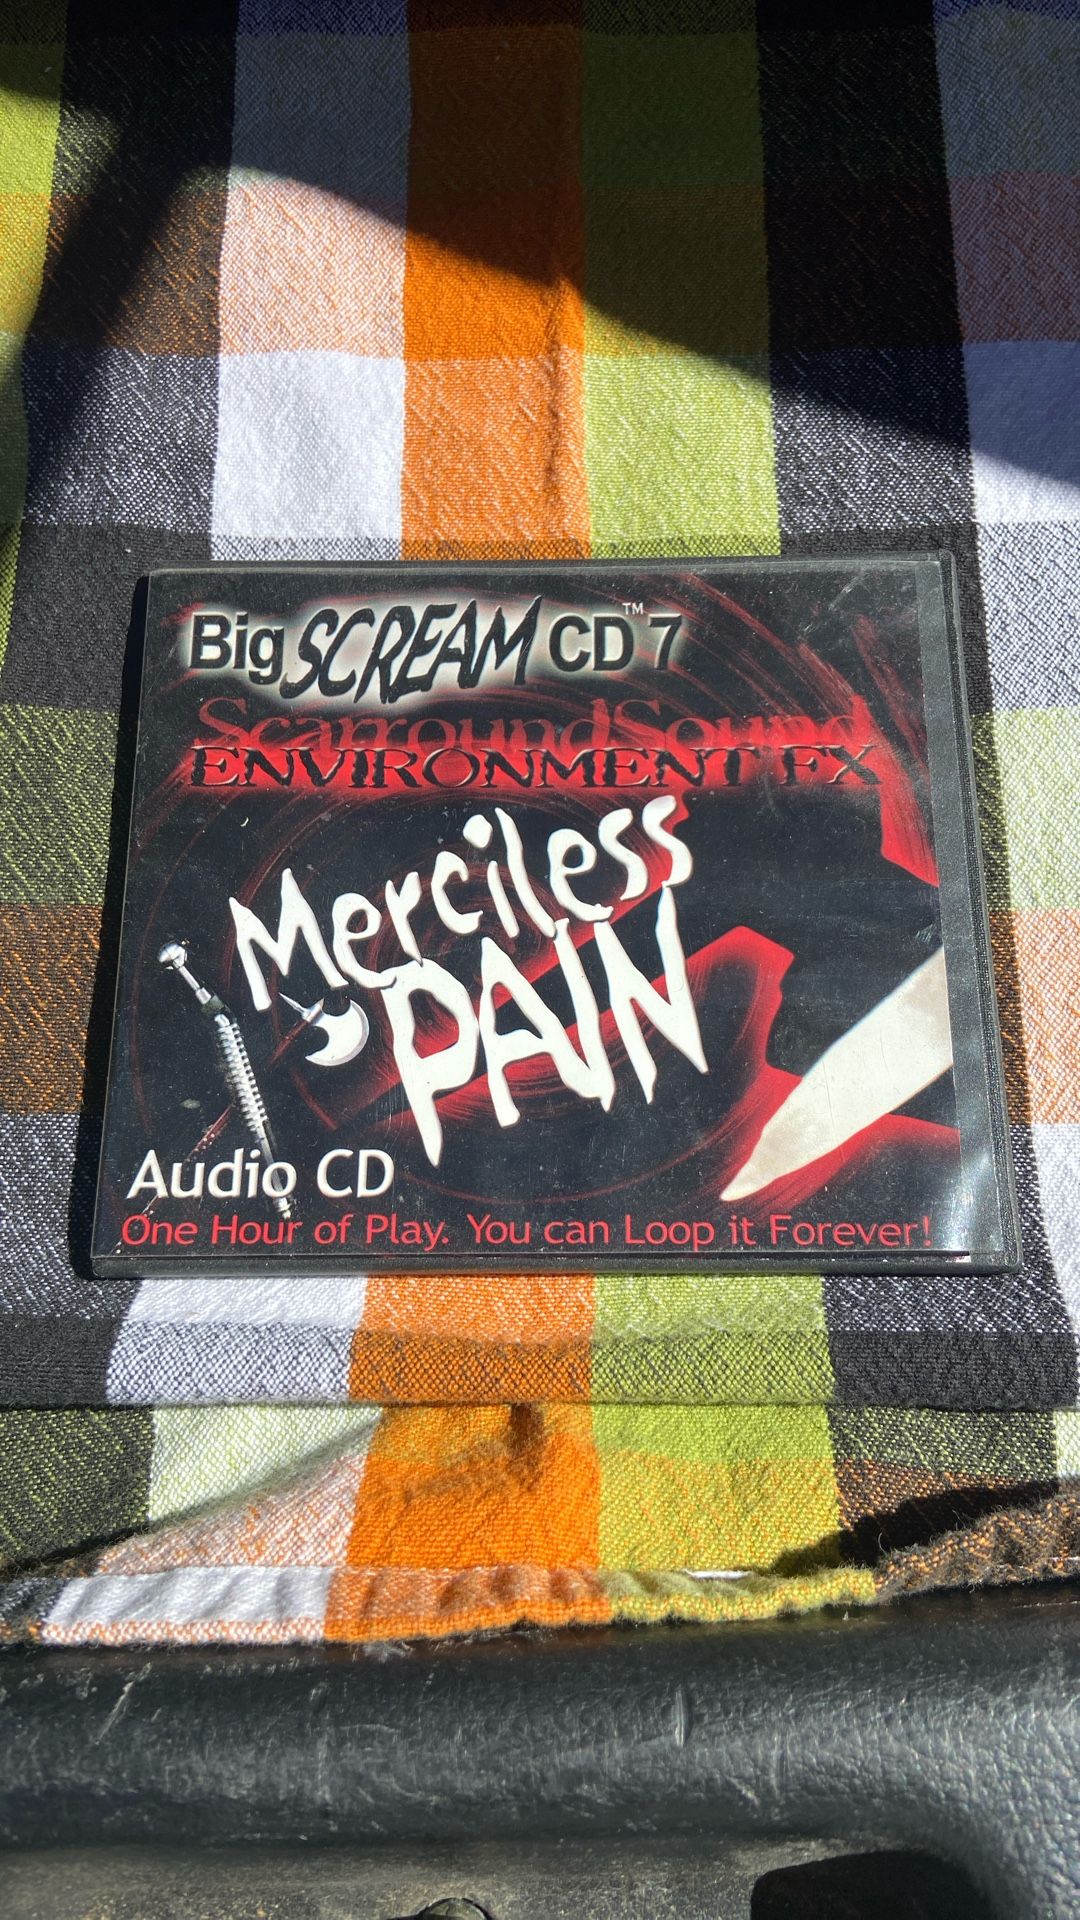 Big SCREAM CD™ 7
ScarroundSound
ENVIRONMENT FX
Merciless
PAIN
Audio CD
One Hour of Play. You can Loop it Forever!